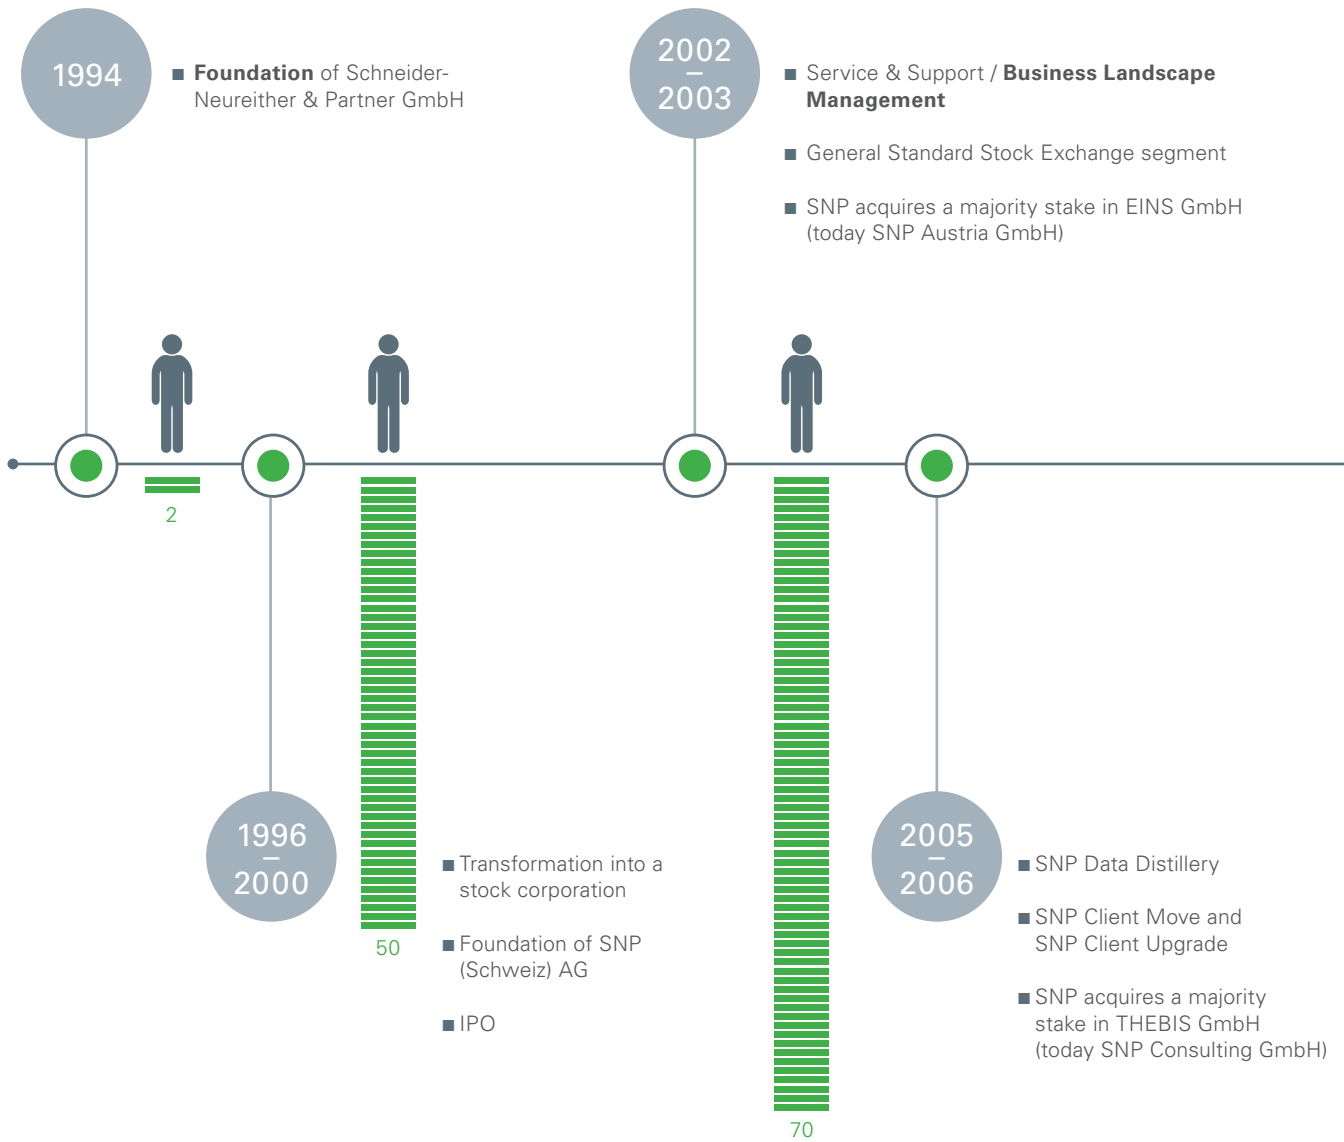 1994
■ Foundation of Schneider-
Neureither & Partner GmbH
2002
–
2003
■ Service & Support / Business Landscape
Management
■ General Standard Stock Exchange segment
■ SNP acquires a majority stake in EINS GmbH
(today SNP Austria GmbH)
2
1996
–
2000
50
■ Transformation into a
stock corporation
■ Foundation of SNP
(Schweiz) AG
■ IPO
70
2005
–
2006
■ SNP Data Distillery
■ SNP Client Move and
SNP Client Upgrade
■ SNP acquires a majority
stake in THEBIS GmbH
(today SNP Consulting GmbH)